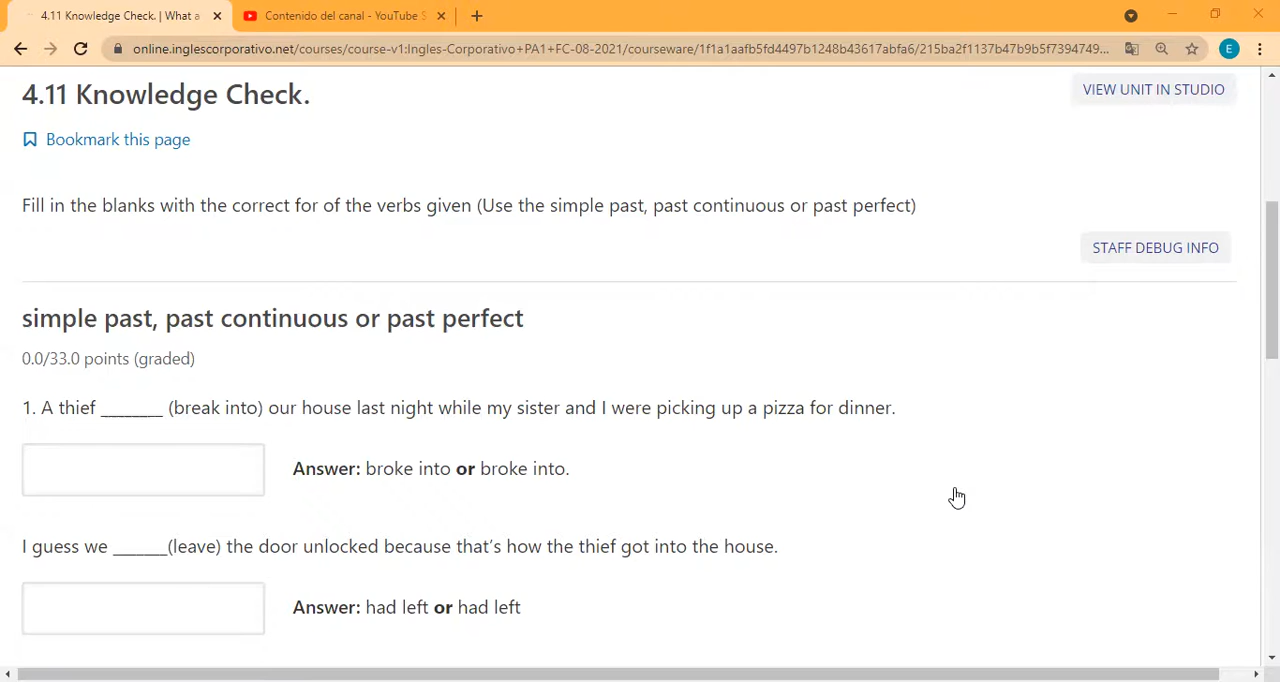 4.11 Knowledge Check. | What a
Contenido del canal - YouTube S
online.inglescorporativo.net/courses/course-v1:Ingles-Corporativo+PA1+FC-08-2021/courseware/1f1a1aafb5fd4497b1248b43617abfa6/215ba2f1137b47b9b5f7394749...
E
4.11 Knowledge Check.
VIEW UNIT IN STUDIO
Bookmark this page
Fill in the blanks with the correct for of the verbs given (Use the simple past, past continuous or past perfect)
STAFF DEBUG INFO
simple past, past continuous or past perfect
0.0/33.0 points (graded)
1. A thief ________ (break into) our house last night while my sister and I were picking up a pizza for dinner.
Answer: broke into or broke into.
I guess we _______(leave) the door unlocked because that's how the thief got into the house.
Answer: had left or had left